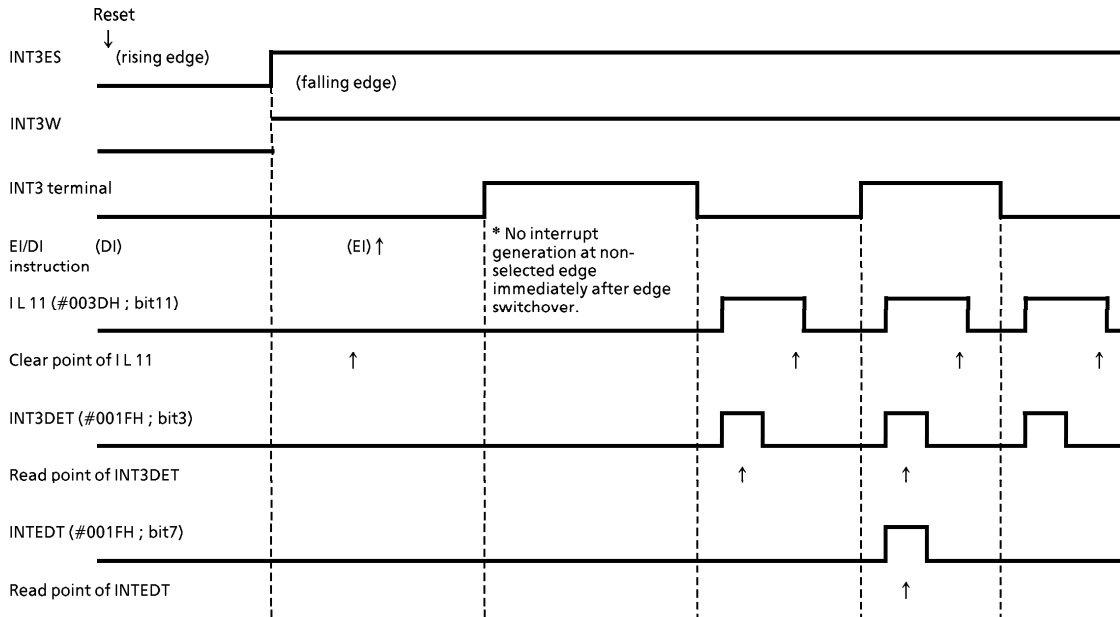 Reset
↓
INT3ES (rising edge)
(falling edge)
INT3W
INT3 terminal
EI/DI (DI) (EI) ↑
instruction
* No interrupt
generation at non-
selected edge
immediately after edge
switchover.
I L 11 (#003DH ; bit11)
Clear point of I L 11 ↑ ↑ ↑ ↑
INT3DET (#001FH ; bit3)
Read point of INT3DET ↑ ↑
INTEDT (#001FH ; bit7)
Read point of INTEDT ↑